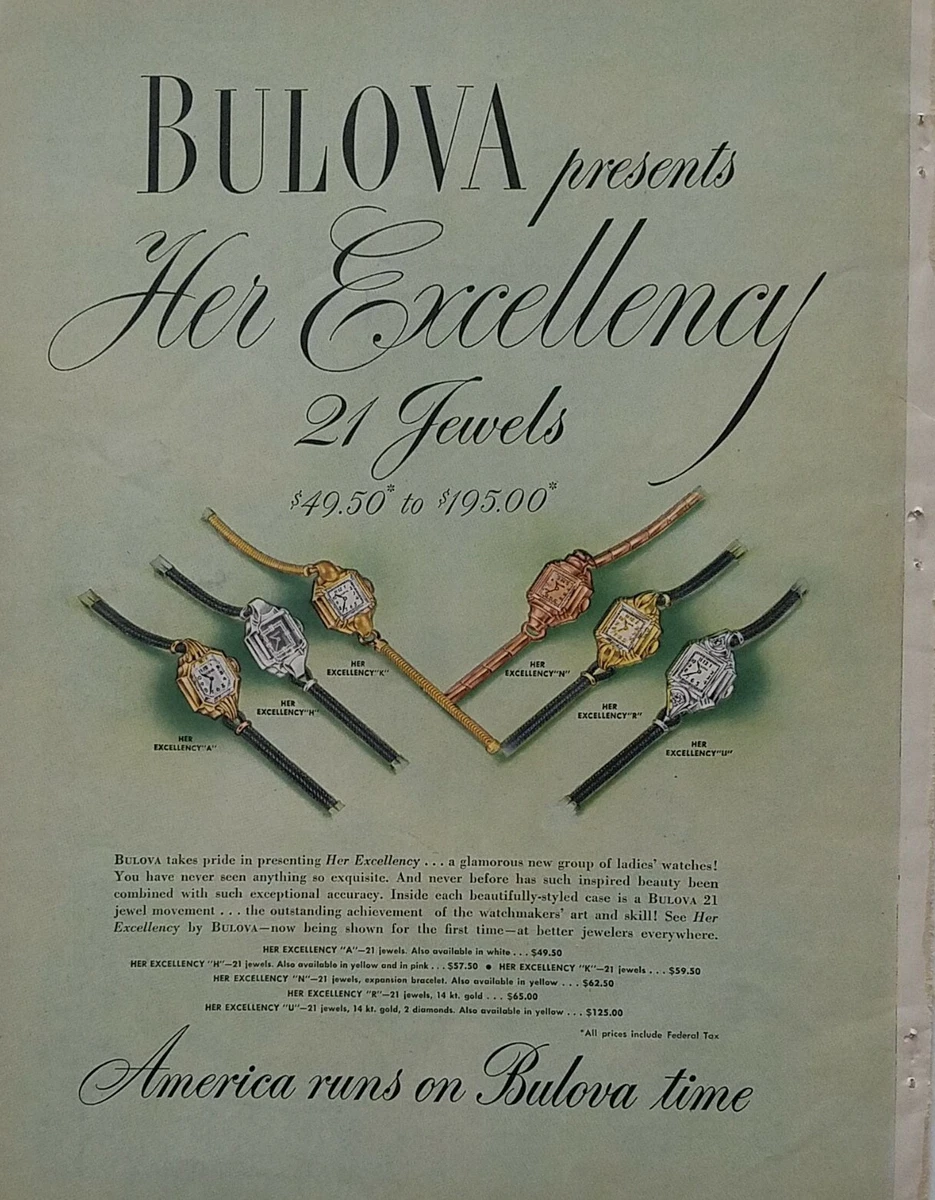 BULOVA presents
Her Excellency
21 Jewels
$49.50* to $195.00*
HER
EXCELLENCY "K"
HER
EXCELLENCY "N"
HER
EXCELLENCY "H"
HER
EXCELLENCY "R"
HER
EXCELLENCY "A"
HER
EXCELLENCY "U"
BULOVA takes pride in presenting Her Excellency . . . a glamorous new group of ladies' watches!
You have never seen anything so exquisite. And never before has such inspired beauty been
combined with such exceptional accuracy. Inside each beautifully-styled case is a BULOVA 21
jewel movement . . . the outstanding achievement of the watchmakers' art and skill! See Her
Excellency by BULOVA—now being shown for the first time—at better jewelers everywhere.
HER EXCELLENCY "A"—21 jewels. Also available in white . . . $49.50
HER EXCELLENCY "H"—21 jewels. Also available in yellow and in pink . . . $57.50 ● HER EXCELLENCY "K"—21 jewels . . . $59.50
HER EXCELLENCY "N"—21 jewels, expansion bracelet. Also available in yellow . . . $62.50
HER EXCELLENCY "R"—21 jewels, 14 kt. gold . . . $65.00
HER EXCELLENCY "U"—21 jewels, 14 kt. gold, 2 diamonds. Also available in yellow . . . $125.00
*All prices include Federal Tax
America runs on Bulova time